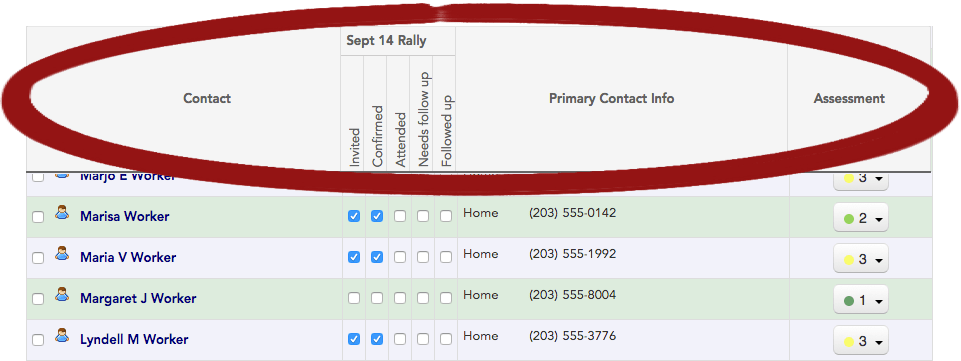 Sept 14 Rally
Contact
Invited
Confirmed
Attended
Needs follow up
Followed up
Primary Contact Info
Assessment
Marjo E Worker 3
Marisa Worker Home (203) 555-0142 2
Maria V Worker Home (203) 555-1992 3
Margaret J Worker Home (203) 555-8004 1
Lyndell M Worker Home (203) 555-3776 3